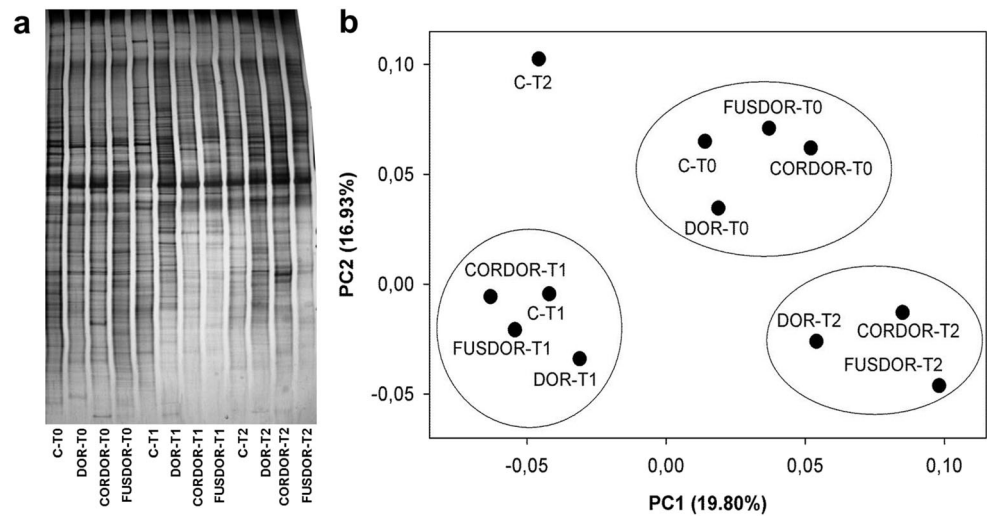 a
C-T0
DOR-T0
CORDOR-T0
FUSDOR-T0
C-T1
DOR-T1
CORDOR-T1
FUSDOR-T1
C-T2
DOR-T2
CORDOR-T2
FUSDOR-T2
b
PC2 (16.93%)
0,10
0,05
0,00
-0,05
C-T2
FUSDOR-T0
C-T0
CORDOR-T0
DOR-T0
CORDOR-T1
C-T1
FUSDOR-T1
DOR-T1
DOR-T2
CORDOR-T2
FUSDOR-T2
-0,05
0,00
0,05
0,10
PC1 (19.80%)